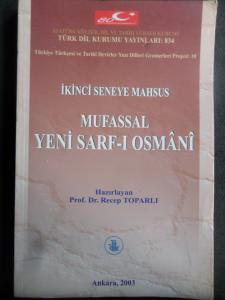 ATATÜRK KÜLTÜR, DİL VE TARİH YÜKSEK KURUMU
TÜRK DİL KURUMU YAYINLARI: 834
Türkiye Türkçesi ve Tarihî Devirler Yazı Dilleri Gramerleri Projesi: 10
İKİNCİ SENEYE MAHSUS
MUFASSAL
YENİ SARF-I OSMÂNÎ
Hazırlayan
Prof. Dr. Recep TOPARLI
Ankara, 2003